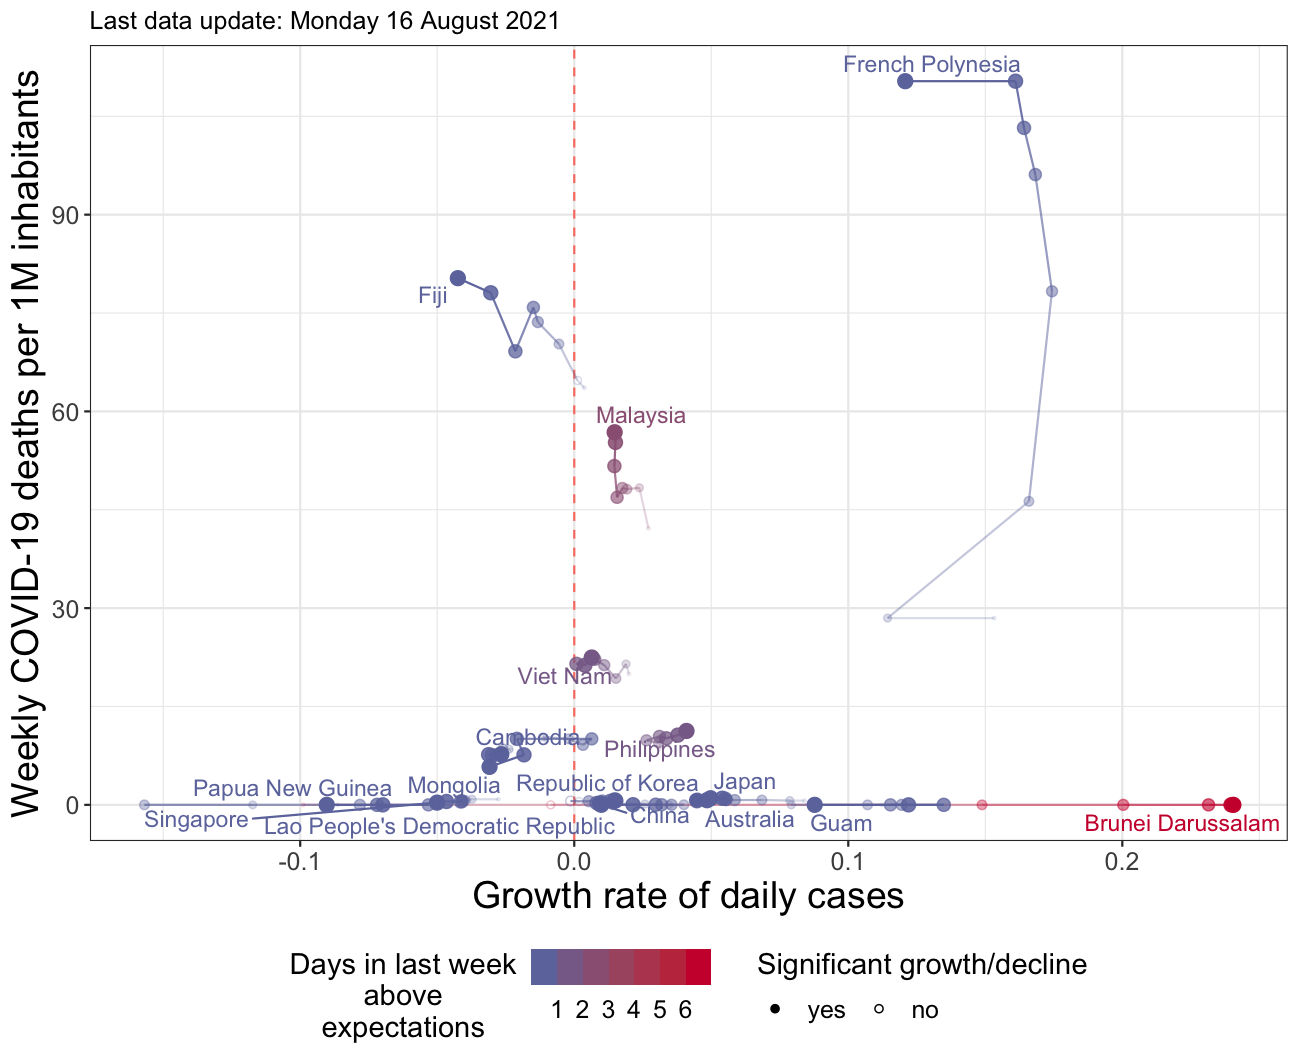 Last data update: Monday 16 August 2021
Weekly COVID-19 deaths per 1M inhabitants
90
60
30
0
French Polynesia
Fiji
Malaysia
Viet Nam
Cambodia
Philippines
Papua New Guinea
Mongolia
Republic of Korea
Japan
Singapore
Lao People's Democratic Republic
China
Australia
Guam
Brunei Darussalam
-0.1
0.0
0.1
0.2
Growth rate of daily cases
Days in last week
above
expectations
1 2 3 4 5 6
Significant growth/decline
yes
no